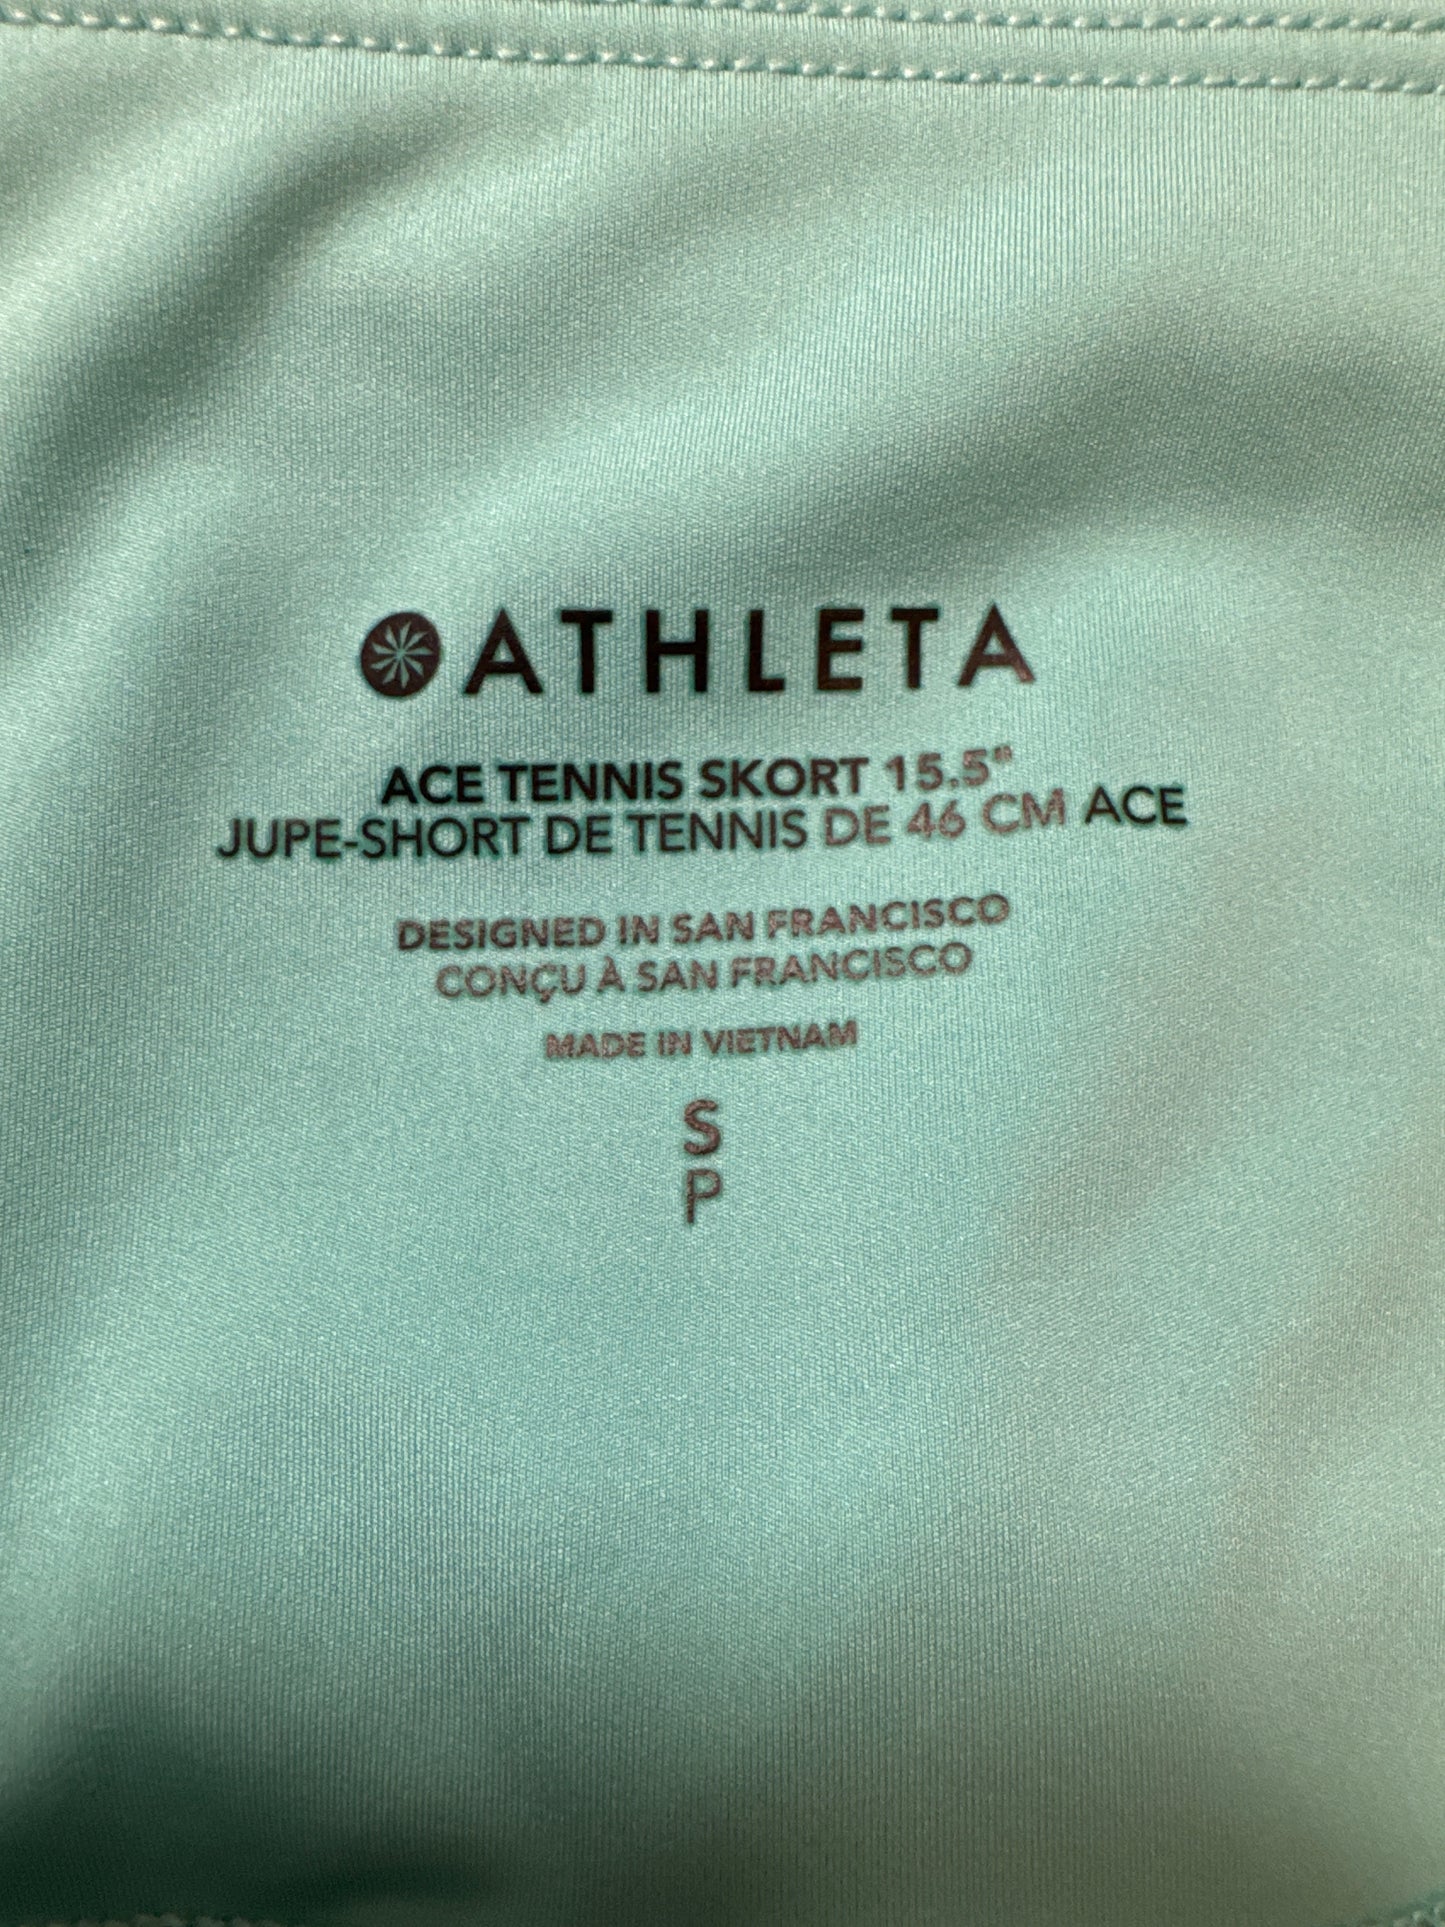 ATHLETA
ACE TENNIS SKORT 15.5"
JUPE-SHORT DE TENNIS DE 46 CM ACE
DESIGNED IN SAN FRANCISCO
CONÇU À SAN FRANCISCO
MADE IN VIETNAM
S
P